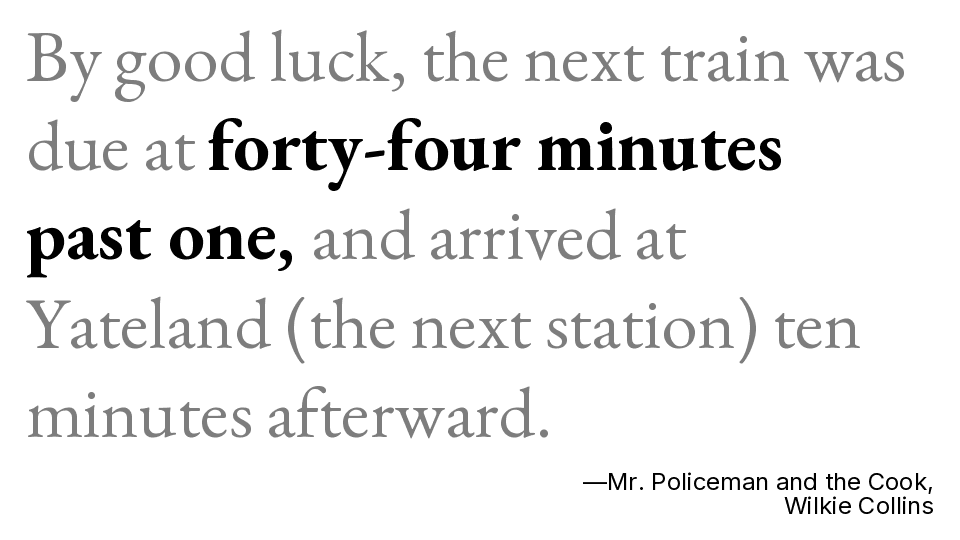 By good luck, the next train was
due at forty-four minutes
past one, and arrived at
Yateland (the next station) ten
minutes afterward.
—Mr. Policeman and the Cook,
Wilkie Collins